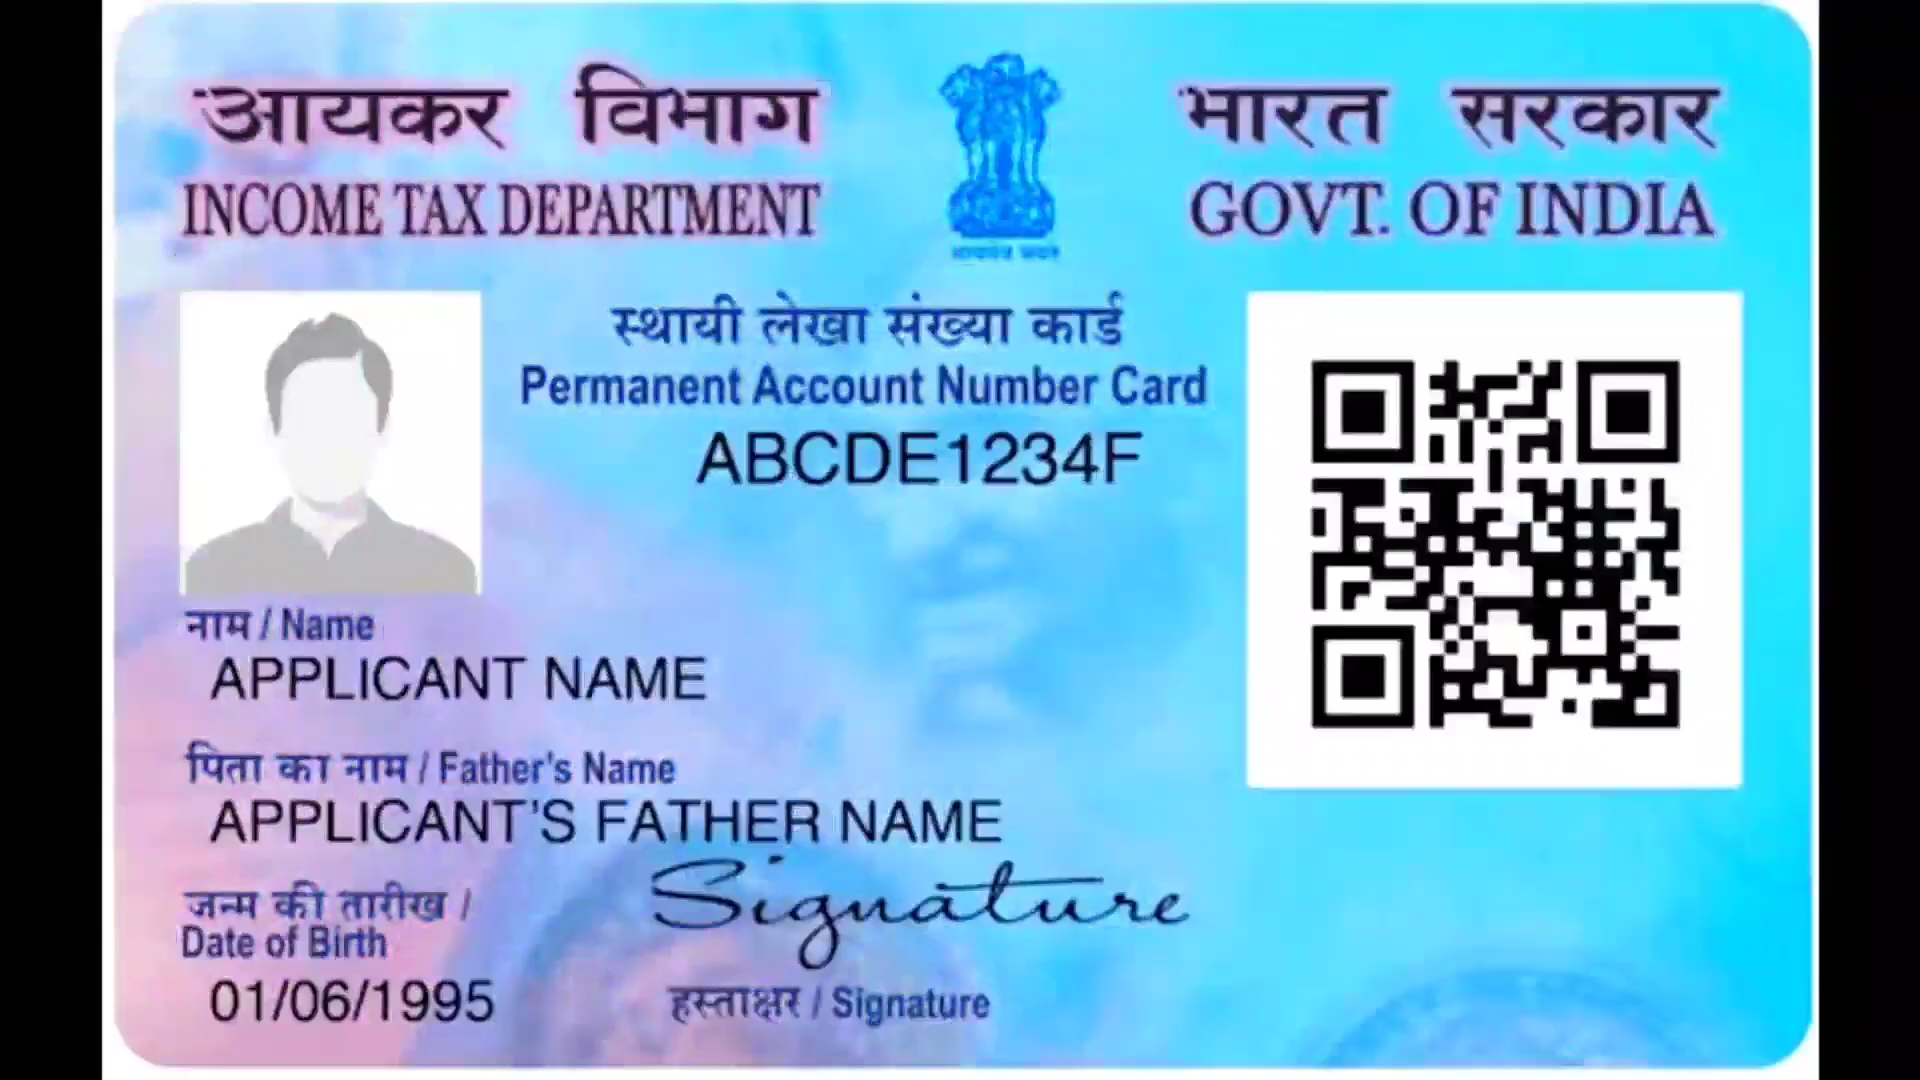 आयकर विभाग
INCOME TAX DEPARTMENT
भारत सरकार
GOVT. OF INDIA
स्थायी लेखा संख्या कार्ड
Permanent Account Number Card
ABCDE1234F
नाम / Name
APPLICANT NAME
पिता का नाम / Father's Name
APPLICANT'S FATHER NAME
जन्म की तारीख /
Date of Birth
01/06/1995
Signature
हस्ताक्षर / Signature